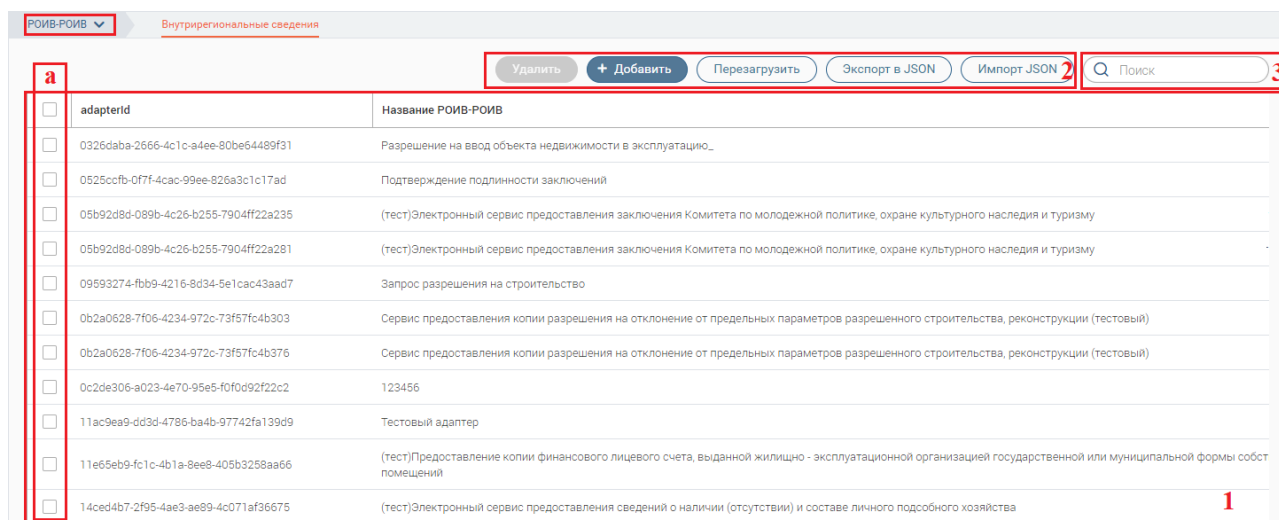 РОИВ-РОИВ Внутрирегиональные сведения
Удалить + Добавить Перезагрузить Экспорт в JSON Импорт JSON 2 Поиск 3
a
adapterId Название РОИВ-РОИВ
0326daba-2666-4c1c-a4ee-80be64489f31 Разрешение на ввод объекта недвижимости в эксплуатацию_
0525ccfb-0f7f-4cac-99ee-826a3c1c17ad Подтверждение подлинности заключений
05b92d8d-089b-4c26-b255-7904ff22a235 (тест)Электронный сервис предоставления заключения Комитета по молодежной политике, охране культурного наследия и туризму
05b92d8d-089b-4c26-b255-7904ff22a281 (тест)Электронный сервис предоставления заключения Комитета по молодежной политике, охране культурного наследия и туризму
09593274-fbb9-4216-8d34-5e1cac43aad7 Запрос разрешения на строительство
0b2a0628-7f06-4234-972c-73f57fc4b303 Сервис предоставления копии разрешения на отклонение от предельных параметров разрешенного строительства, реконструкции (тестовый)
0b2a0628-7f06-4234-972c-73f57fc4b376 Сервис предоставления копии разрешения на отклонение от предельных параметров разрешенного строительства, реконструкции (тестовый)
0c2de306-a023-4e70-95e5-f0f0d92f22c2 123456
11ac9ea9-dd3d-4786-ba4b-97742fa139d9 Тестовый адаптер
11e65eb9-fc1c-4b1a-8ee8-405b3258aa66 (тест)Предоставление копии финансового лицевого счета, выданной жилищно - эксплуатационной организацией государственной или муниципальной формы собст
помещений
14ced4b7-2f95-4ae3-ae89-4c071af36675 (тест)Электронный сервис предоставления сведений о наличии (отсутствии) и составе личного подсобного хозяйства 1